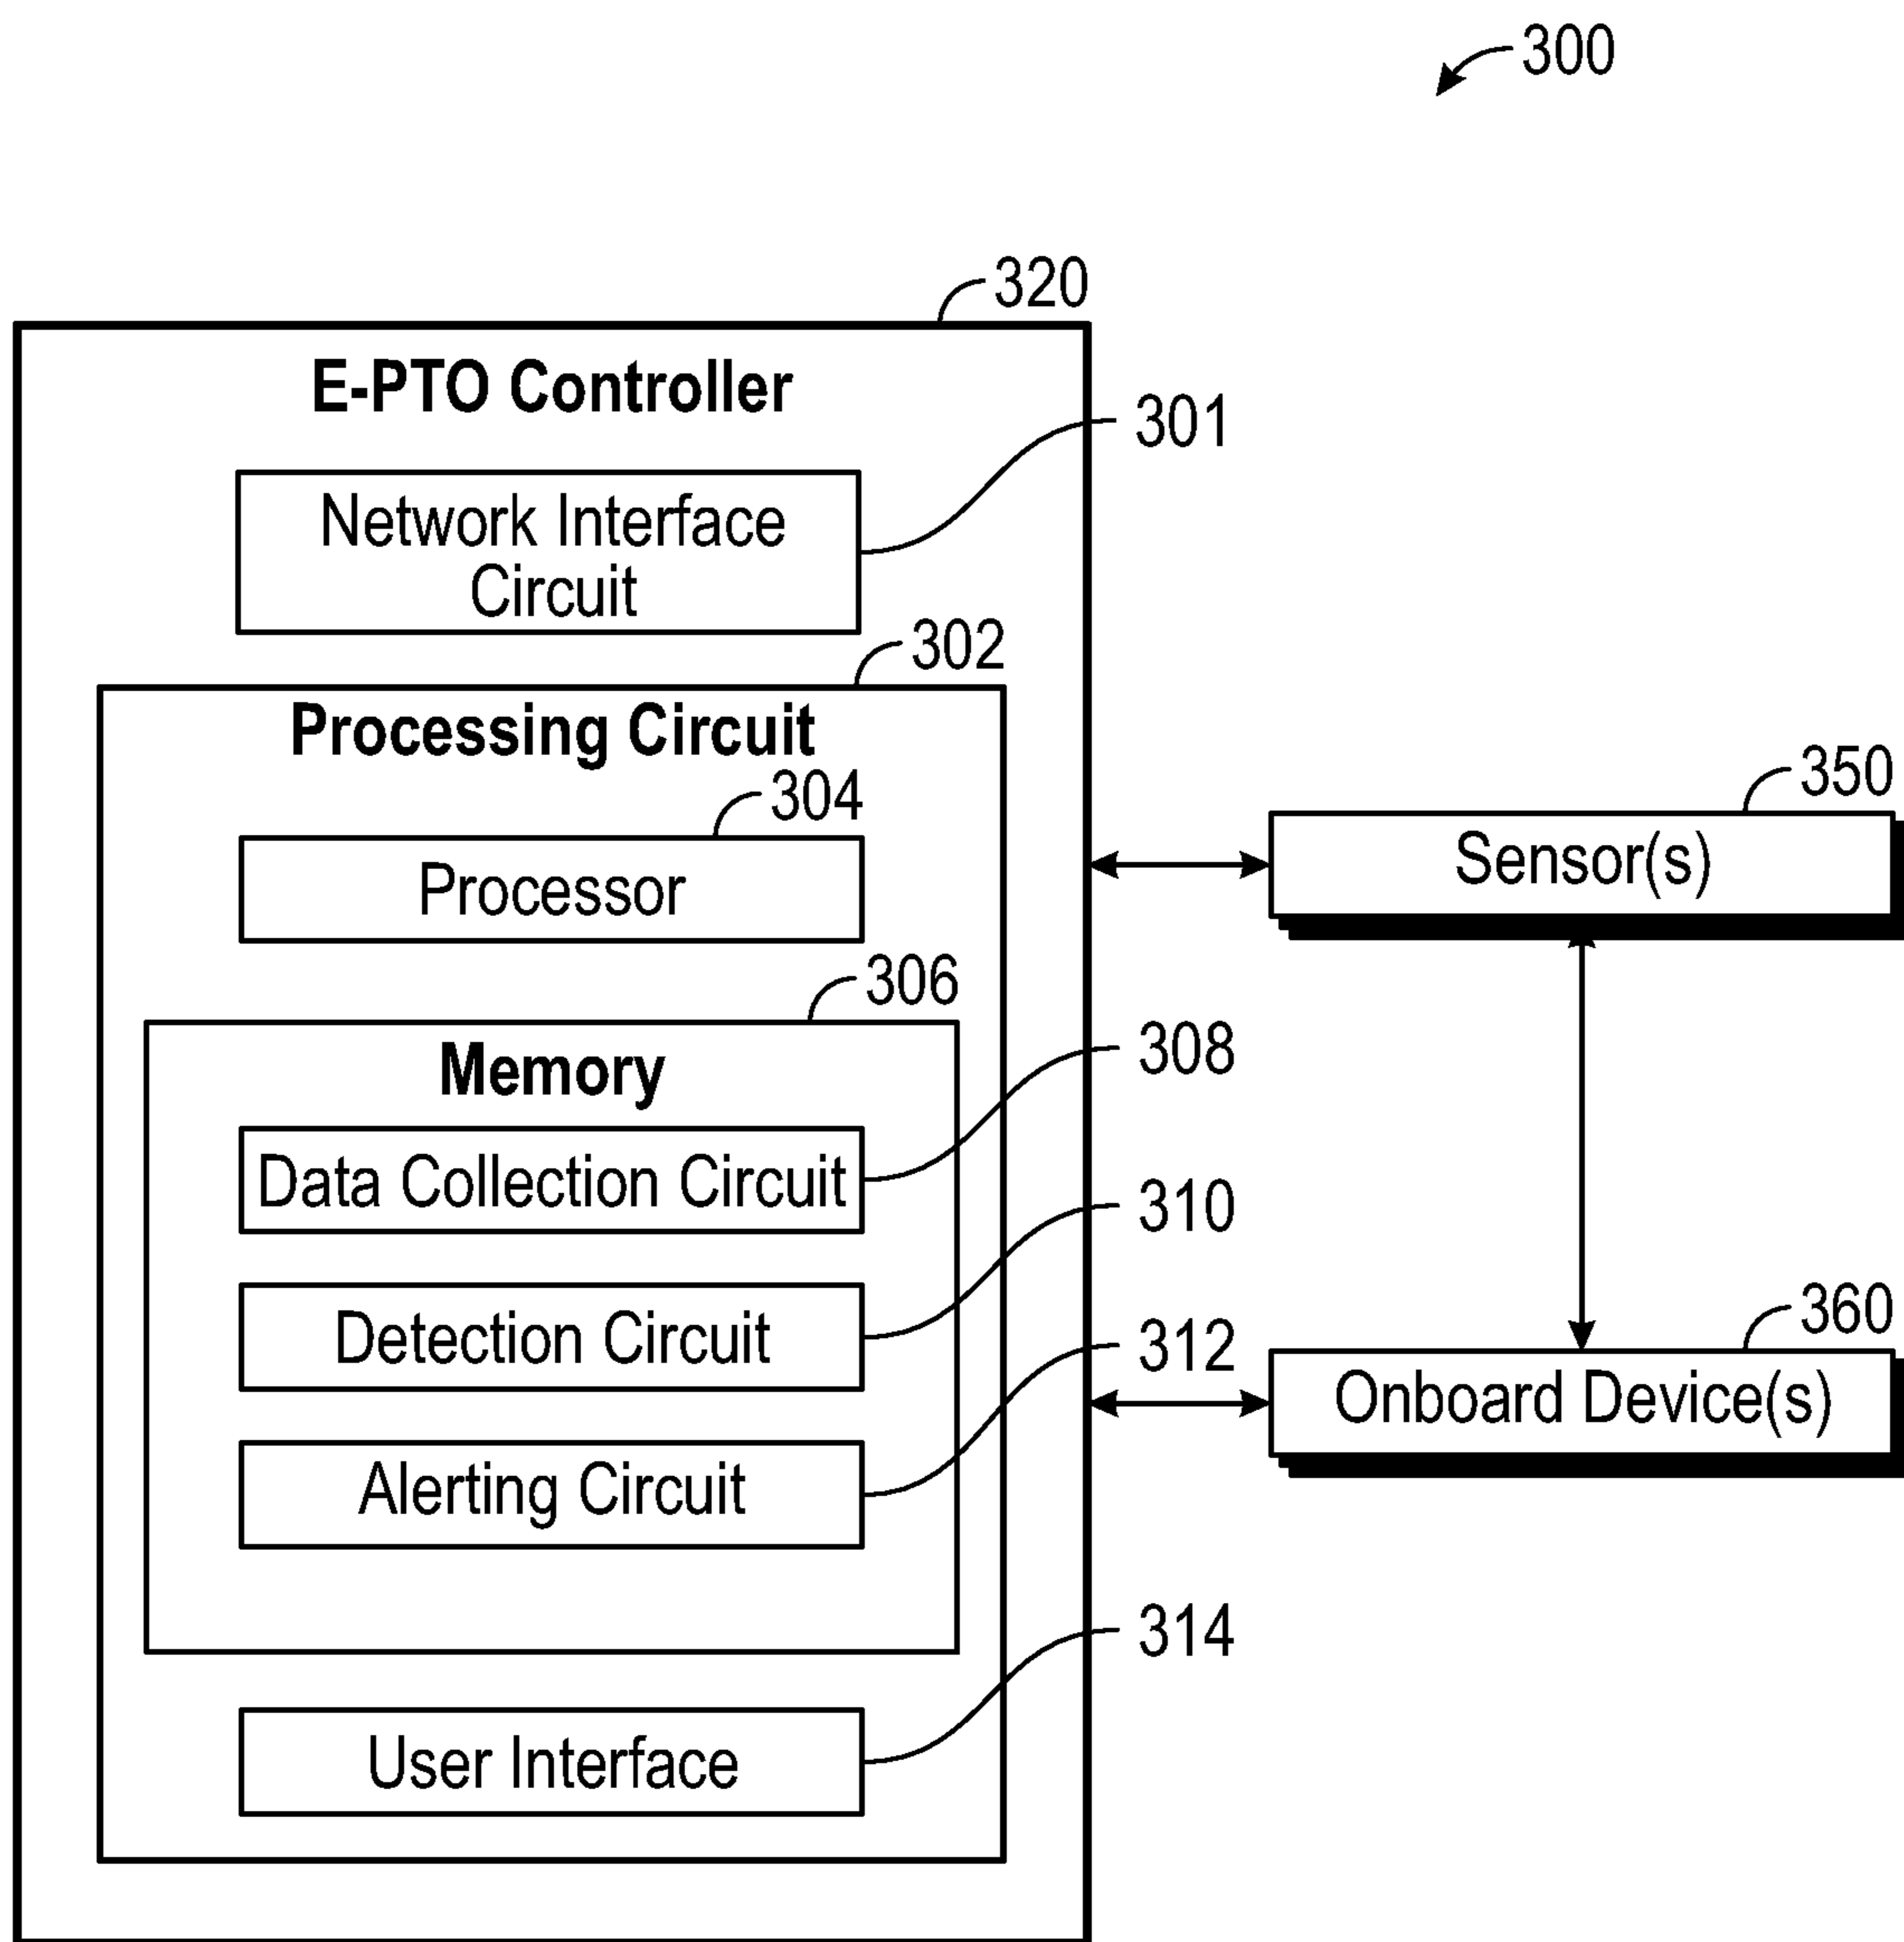 300
320
E-PTO Controller
301
Network Interface
Circuit
302
Processing Circuit
304
Processor
350
Sensor(s)
306
Memory
308
Data Collection Circuit
310
Detection Circuit
312
Alerting Circuit
360
Onboard Device(s)
314
User Interface